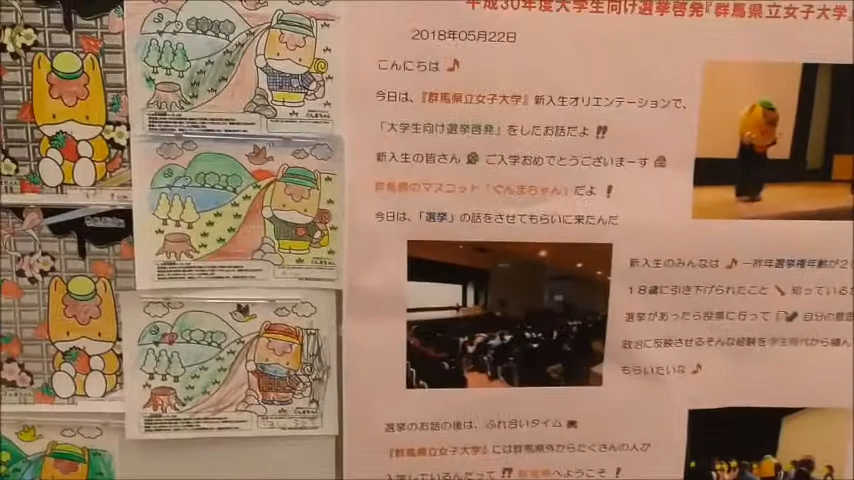 平成30年度大学生向け選挙啓発『群馬県立女子大学』
2018年05月22日
こんにちは♪
今日は、『群馬県立女子大学』新入生オリエンテーションで、
「大学生向け選挙啓発」をしたお話だよ!!
新入生の皆さん ご入学おめでとうございまーす
群馬県のマスコット「ぐんまちゃん」だよ!
今日は、「選挙」の話をさせてもらいに来たんだ
新入生のみんなは♪一昨年選挙権年齢が2
18歳に引き下げられたこと 知っている
選挙があったら投票に行って 自分の意思
政治に反映させるそんな経験を学生時代から積ん
もらいたいな♪
選挙のお話の後は、ふれ合いタイム
『群馬県立女子大学』には群馬県外からたくさんの人が
入学しているんだって!! 群馬県へようこそ!